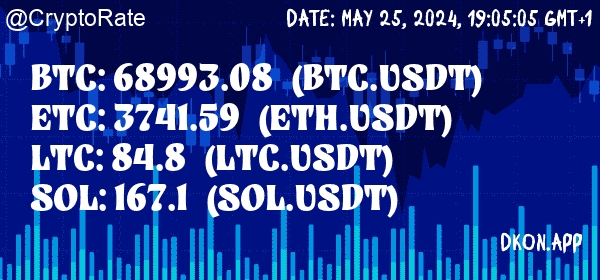 @CryptoRate
DATE: MAY 25, 2024, 19:05:05 GMT+1
BTC: 68993.08 (BTC.USDT)
ETC: 3741.59 (ETH.USDT)
LTC: 84.8 (LTC.USDT)
SOL: 167.1 (SOL.USDT)
DKON.APP